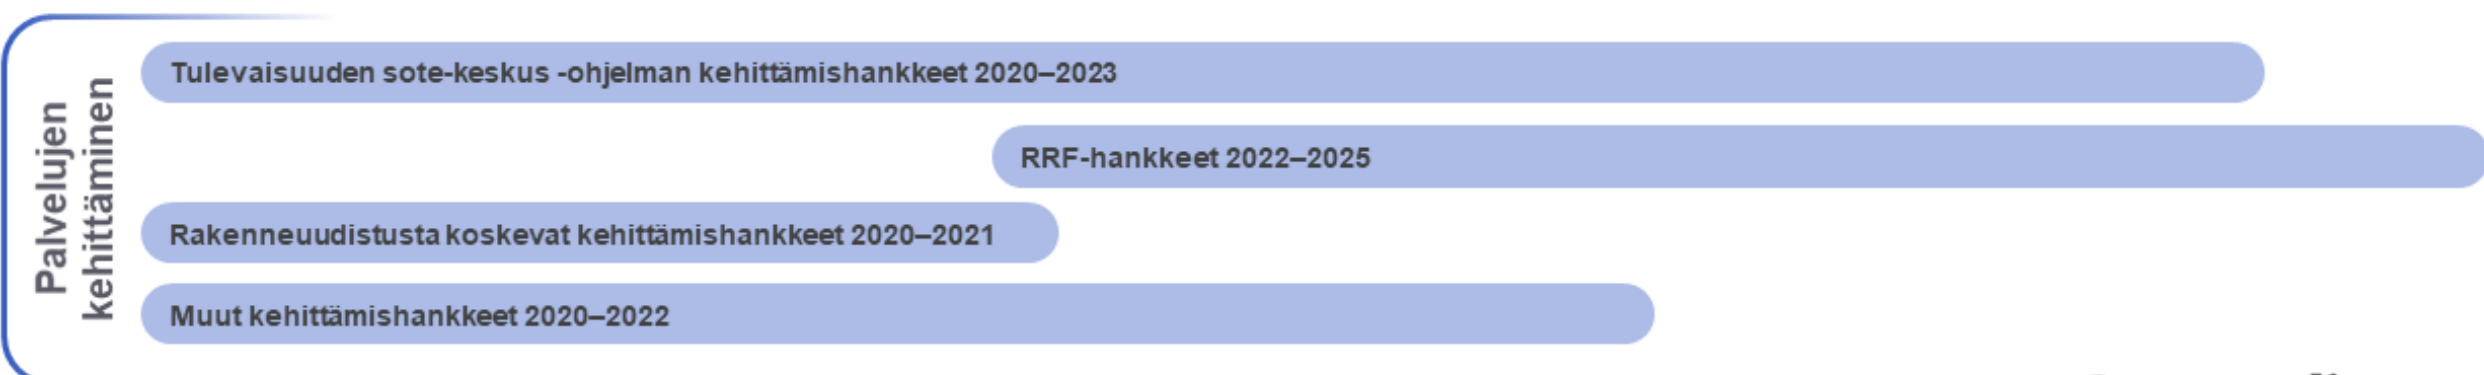 Palvelujen
kehittäminen
Tulevaisuuden sote-keskus -ohjelman kehittämishankkeet 2020–2023
RRF-hankkeet 2022–2025
Rakenneuudistusta koskevat kehittämishankkeet 2020–2021
Muut kehittämishankkeet 2020–2022